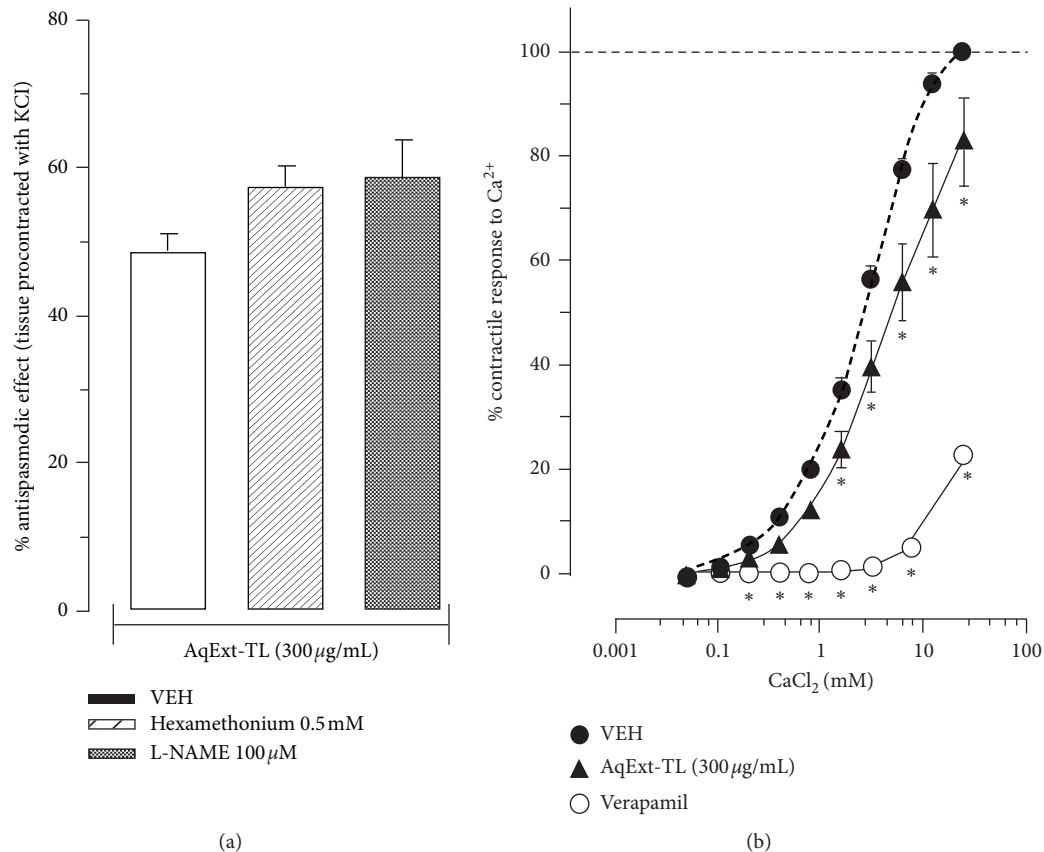 80
60
40
20
0
% antispasmodic effect (tissue procontracted with KCI)
AqExt-TL (300 µg/mL)
VEH
Hexamethonium 0.5 mM
L-NAME 100 µM
(a)
100
80
60
40
20
0
% contractile response to Ca²⁺
* * * * * * * *
* * * * * *
*
0.001 0.1 1 10 100
CaCl₂ (mM)
VEH
AqExt-TL (300 µg/mL)
Verapamil
(b)